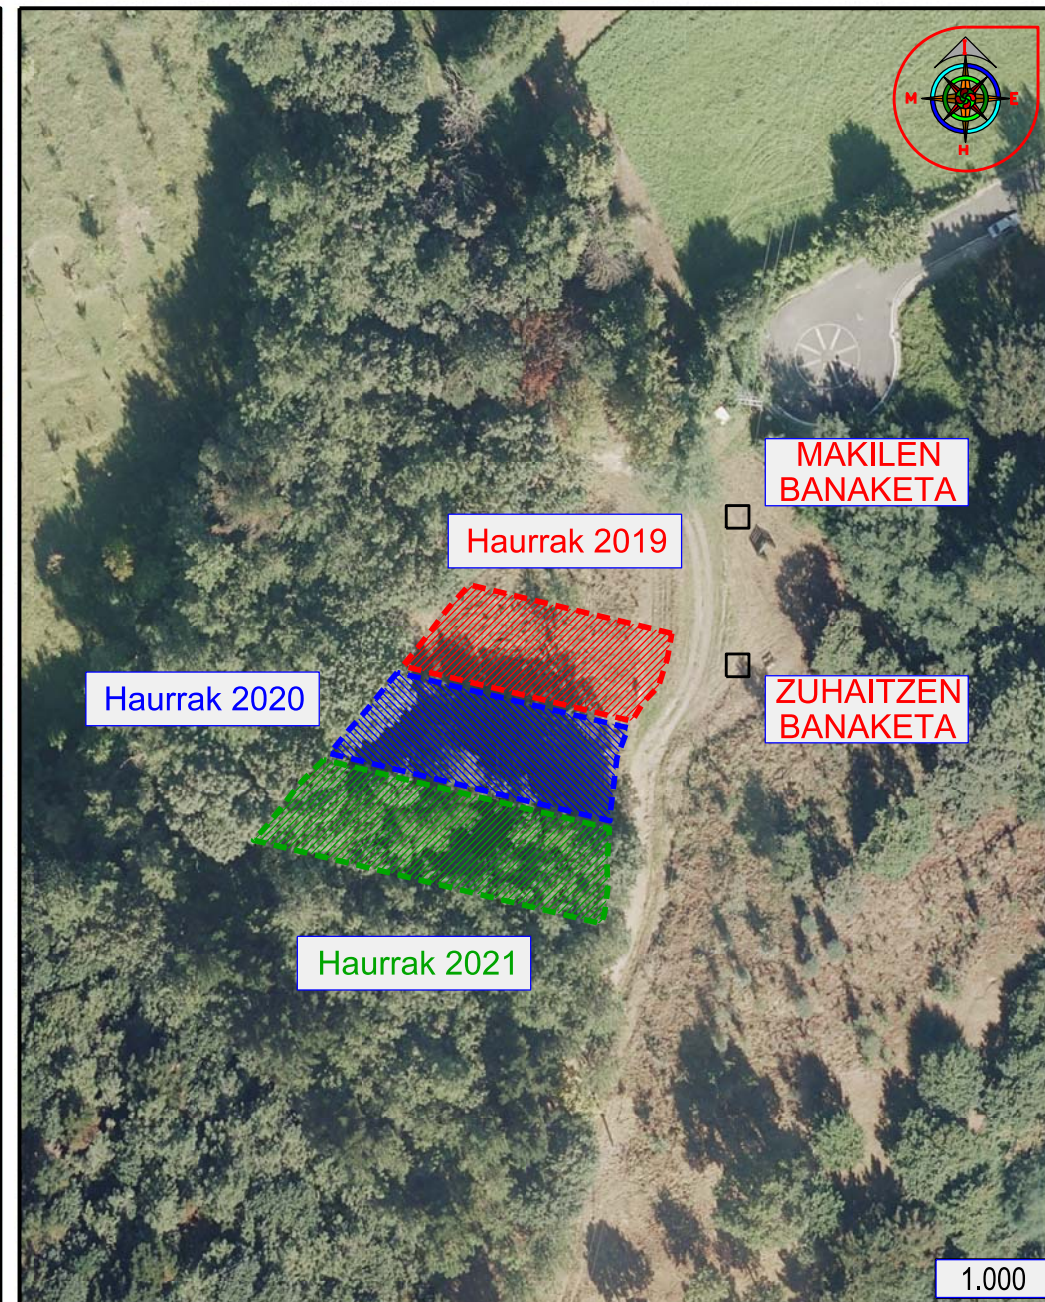 I
M
E
H
MAKILEN
BANAKETA
Haurrak 2019
Haurrak 2020
ZUHAITZEN
BANAKETA
Haurrak 2021
1.000